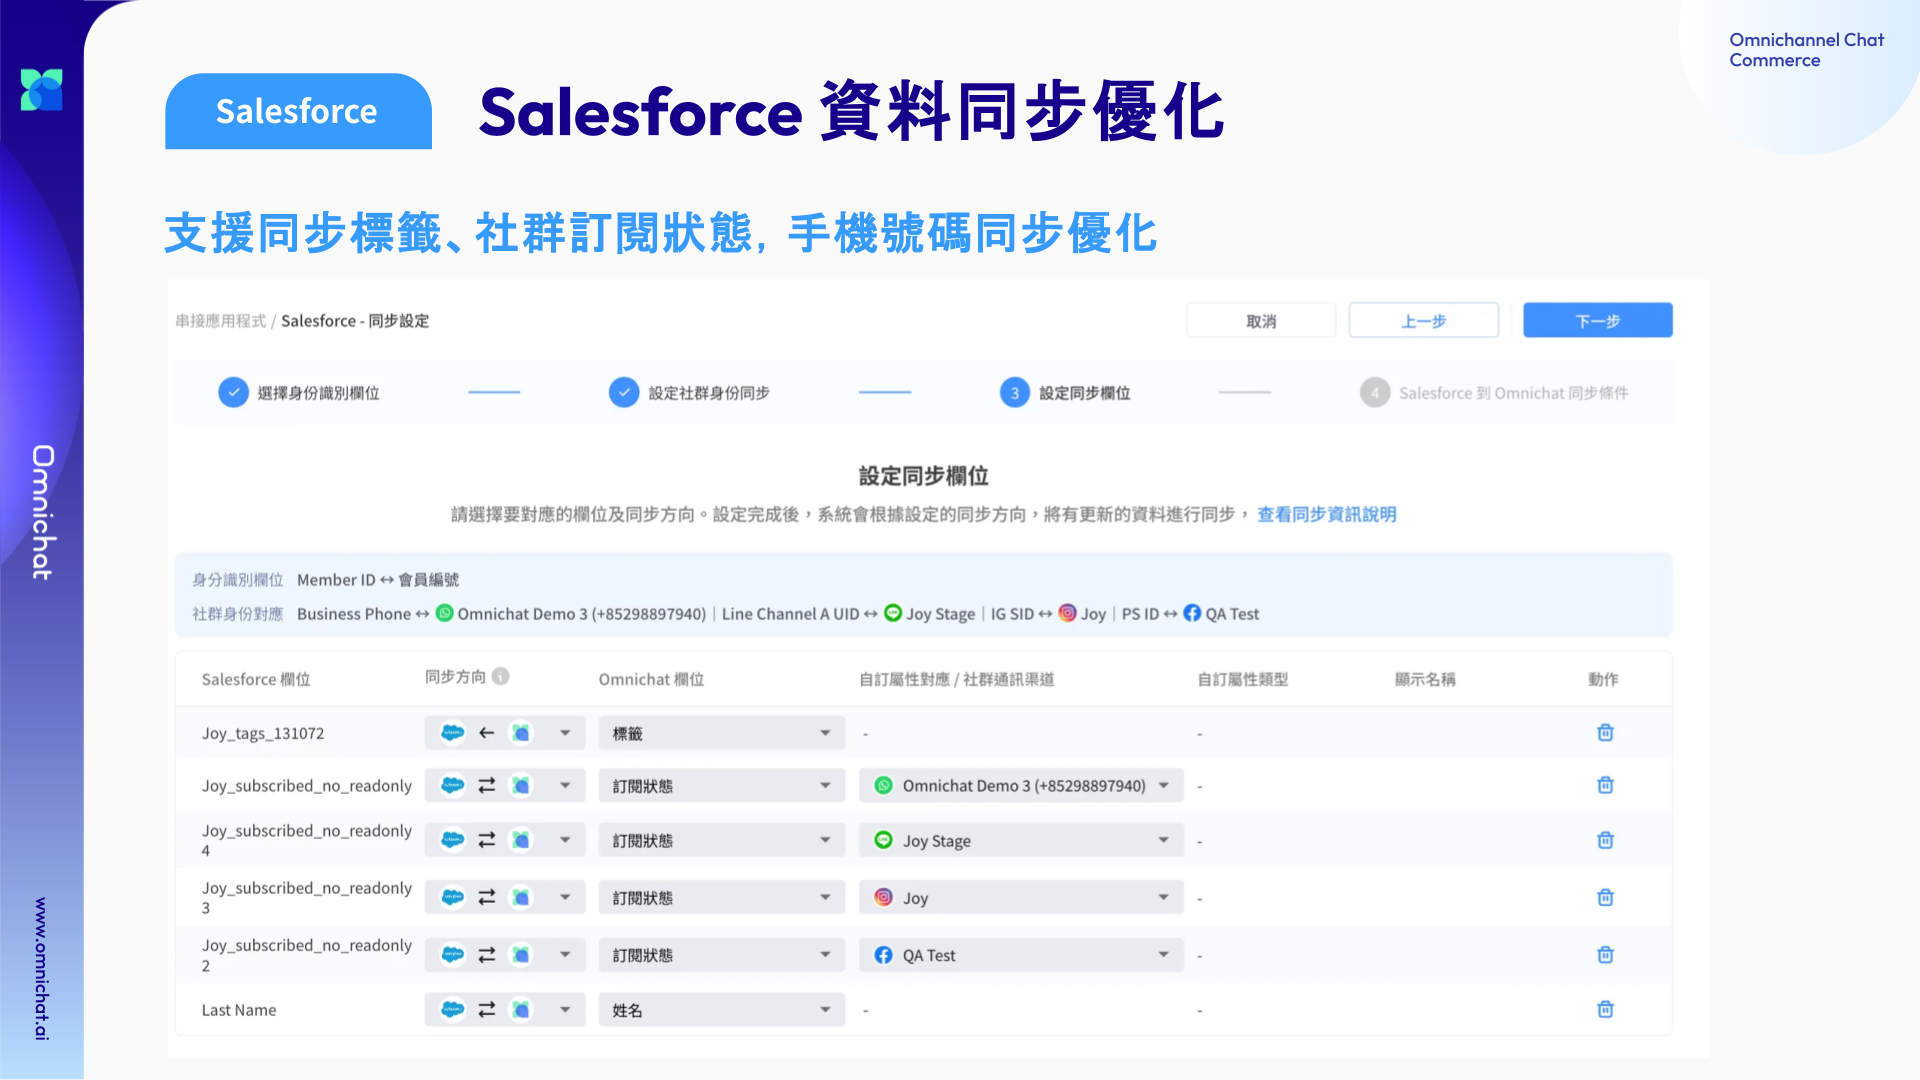 Omnichannel Chat
Commerce
Salesforce
Salesforce 資料同步優化
支援同步標籤、社群訂閱狀態, 手機號碼同步優化
串接應用程式 / Salesforce - 同步設定
取消
上一步
下一步
選擇身份識別欄位
設定社群身份同步
3 設定同步欄位
4 Salesforce 到 Omnichat 同步條件
設定同步欄位
請選擇要對應的欄位及同步方向。設定完成後，系統會根據設定的同步方向，將有更新的資料進行同步， 查看同步資訊說明
身分識別欄位 Member ID ↔ 會員編號
社群身份對應 Business Phone ↔ Omnichat Demo 3 (+85298897940) | Line Channel A UID ↔ Joy Stage | IG SID ↔ Joy | PS ID ↔ QA Test
Salesforce 欄位 同步方向 Omnichat 欄位 自訂屬性對應 / 社群通訊渠道 自訂屬性類型 顯示名稱 動作
Joy_tags_131072 ← 標籤 - -
Joy_subscribed_no_readonly ⇄ 訂閱狀態 Omnichat Demo 3 (+85298897940) -
Joy_subscribed_no_readonly
4 ⇄ 訂閱狀態 Joy Stage -
Joy_subscribed_no_readonly
3 ⇄ 訂閱狀態 Joy -
Joy_subscribed_no_readonly
2 ⇄ 訂閱狀態 QA Test -
Last Name ⇄ 姓名 - -
Omnichat
www.omnichat.ai